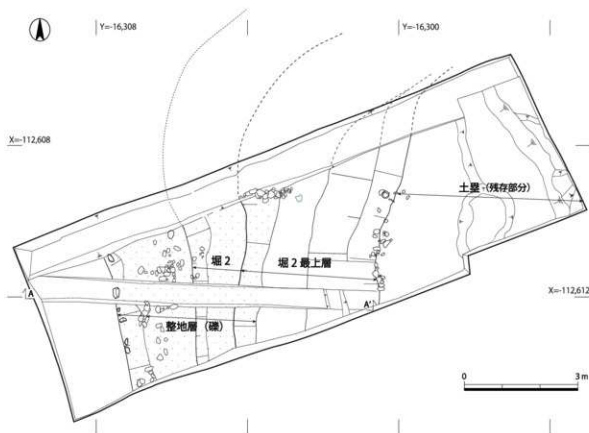 Y=-16,308
Y=-16,300
X=-112,608
土塁（残存部分）
堀 2
堀 2 最上層
A
A'
X=-112,612
整地層（礫）
0
3 m